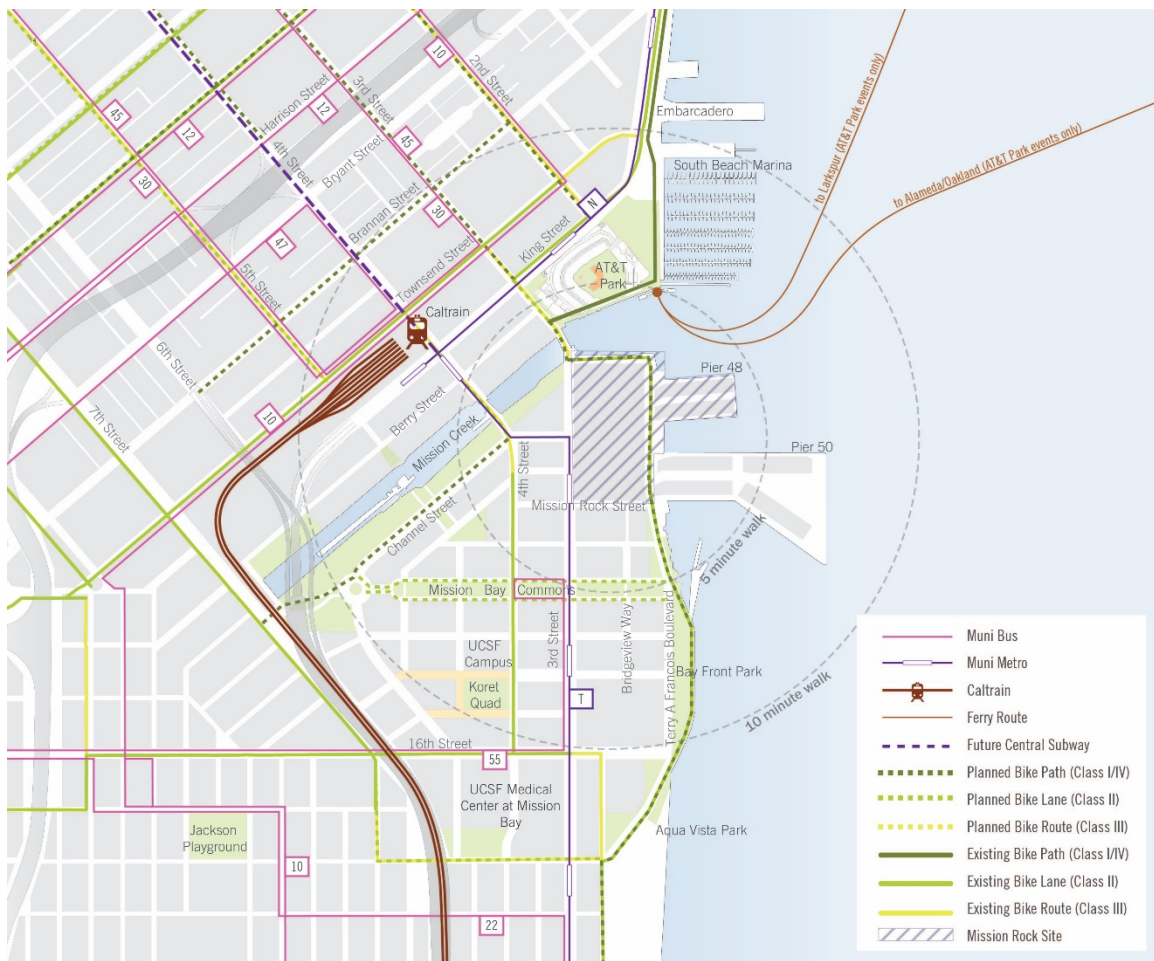 10
2nd Street
3rd Street
45
12
Harrison Street
12
4th Street
Bryant Street
45
30
30
Brannan Street
47
5th Street
Townsend Street
King Street
N
Embarcadero
South Beach Marina
to Larkspur (AT&T Park events only)
to Alameda/Oakland (AT&T Park events only)
AT&T
Park
Caltrain
6th Street
7th Street
10
Berry Street
Mission Creek
Channel Street
4th Street
Pier 48
Pier 50
Mission Rock Street
5 minute walk
10 minute walk
Mission Bay Commons
UCSF
Campus
Koret
Quad
3rd Street
Bridgeview Way
Terry A Francois Boulevard
Bay Front Park
T
16th Street
55
UCSF Medical
Center at Mission
Bay
Aqua Vista Park
Jackson
Playground
10
22
Muni Bus
Muni Metro
Caltrain
Ferry Route
Future Central Subway
Planned Bike Path (Class I/IV)
Planned Bike Lane (Class II)
Planned Bike Route (Class III)
Existing Bike Path (Class I/IV)
Existing Bike Lane (Class II)
Existing Bike Route (Class III)
Mission Rock Site